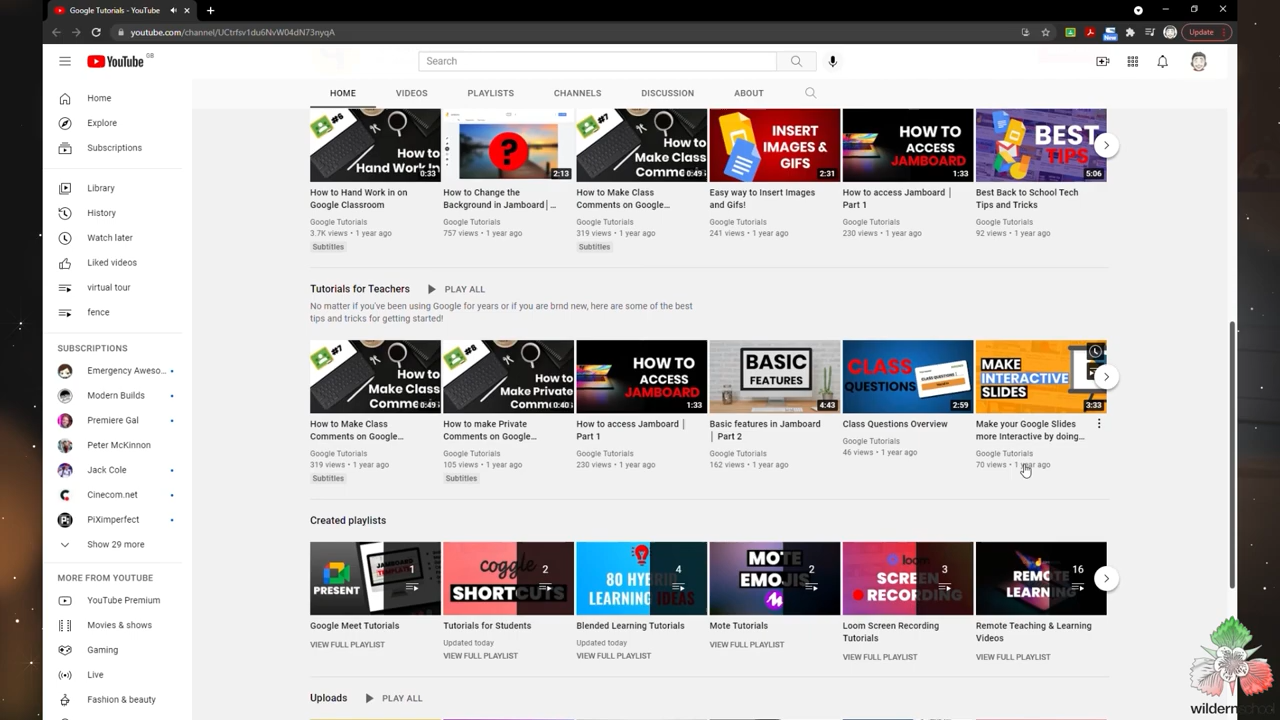 Google Tutorials - YouTube
youtube.com/channel/UCtrfsv1du6NvW04dN73nyqA
New
Update
YouTube GB
Search
HOME VIDEOS PLAYLISTS CHANNELS DISCUSSION ABOUT
Home
Explore
Subscriptions
Library
History
Watch later
Liked videos
virtual tour
fence
SUBSCRIPTIONS
Emergency Aweso...
Modern Builds
Premiere Gal
Peter McKinnon
Jack Cole
Cinecom.net
PiXimperfect
Show 29 more
MORE FROM YOUTUBE
YouTube Premium
Movies & shows
Gaming
Live
Fashion & beauty
#6
How to
Hand Work in
0:33
How to Hand Work in on
Google Classroom
Google Tutorials
3.7K views • 1 year ago
Subtitles
?
2:13
How to Change the
Background in Jamboard | ...
Google Tutorials
757 views • 1 year ago
#7
How to
Make Class
Comme
0:49
How to Make Class
Comments on Google...
Google Tutorials
319 views • 1 year ago
Subtitles
INSERT
IMAGES &
GIFS
2:31
Easy way to Insert Images
and Gifs!
Google Tutorials
241 views • 1 year ago
HOW TO
ACCESS
JAMBOARD
1:33
How to access Jamboard |
Part 1
Google Tutorials
230 views • 1 year ago
BEST
TIPS
5:06
Best Back to School Tech
Tips and Tricks
Google Tutorials
92 views • 1 year ago
Tutorials for Teachers PLAY ALL
No matter if you've been using Google for years or if you are brnd new, here are some of the best
tips and tricks for getting started!
#7
How to
Make Class
Comme
0:49
How to Make Class
Comments on Google...
Google Tutorials
319 views • 1 year ago
Subtitles
#8
How to
Make Private
Comm
0:40
How to make Private
Comments on Google...
Google Tutorials
105 views • 1 year ago
Subtitles
HOW TO
ACCESS
JAMBOARD
1:33
How to access Jamboard |
Part 1
Google Tutorials
230 views • 1 year ago
BASIC
FEATURES
4:43
Basic features in Jamboard
| Part 2
Google Tutorials
162 views • 1 year ago
CLASS
QUESTIONS
CLASS QUESTIONS
2:59
Class Questions Overview
Google Tutorials
46 views • 1 year ago
MAKE
INTERACTIVE
SLIDES
3:33
Make your Google Slides
more Interactive by doing...
Google Tutorials
70 views • 1 year ago
Created playlists
PRESENT
JAMBOARD
TEMPLATE
1
Google Meet Tutorials
VIEW FULL PLAYLIST
coggle
SHORTCUTS
2
Tutorials for Students
Updated today
VIEW FULL PLAYLIST
80 HYBRID
LEARNING IDEAS
4
Blended Learning Tutorials
Updated today
VIEW FULL PLAYLIST
MOTE
EMOJIS
2
Mote Tutorials
VIEW FULL PLAYLIST
loom
SCREEN
RECORDING
3
Loom Screen Recording
Tutorials
VIEW FULL PLAYLIST
REMOTE
LEARNING
16
Remote Teaching & Learning
Videos
VIEW FULL PLAYLIST
Uploads PLAY ALL
wildernschool